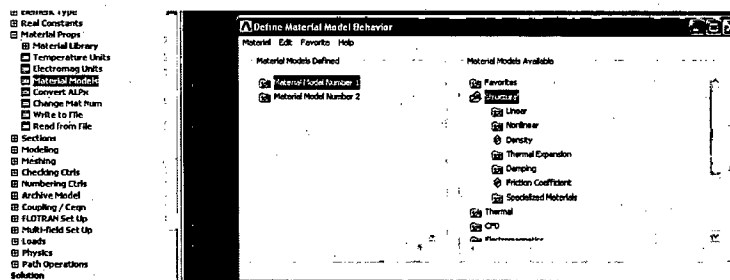 Element Type
Real Constants
Material Props
Material Library
Temperature Units
Electromag Units
Material Models
Convert ALPx
Change Mat Num
Write to File
Read from File
Sections
Modeling
Meshing
Checking Ctrls
Numbering Ctrls
Archive Model
Coupling / Ceqn
FLOTRAN Set Up
Multi-field Set Up
Loads
Physics
Path Operations
Solution
Define Material Model Behavior
Material Edit Favorite Help
Material Models Defined
Material Model Number 1
Material Model Number 2
Material Models Available
Favorites
Structural
Linear
Nonlinear
Density
Thermal Expansion
Damping
Friction Coefficient
Specialized Materials
Thermal
CFD
Electromagnetics